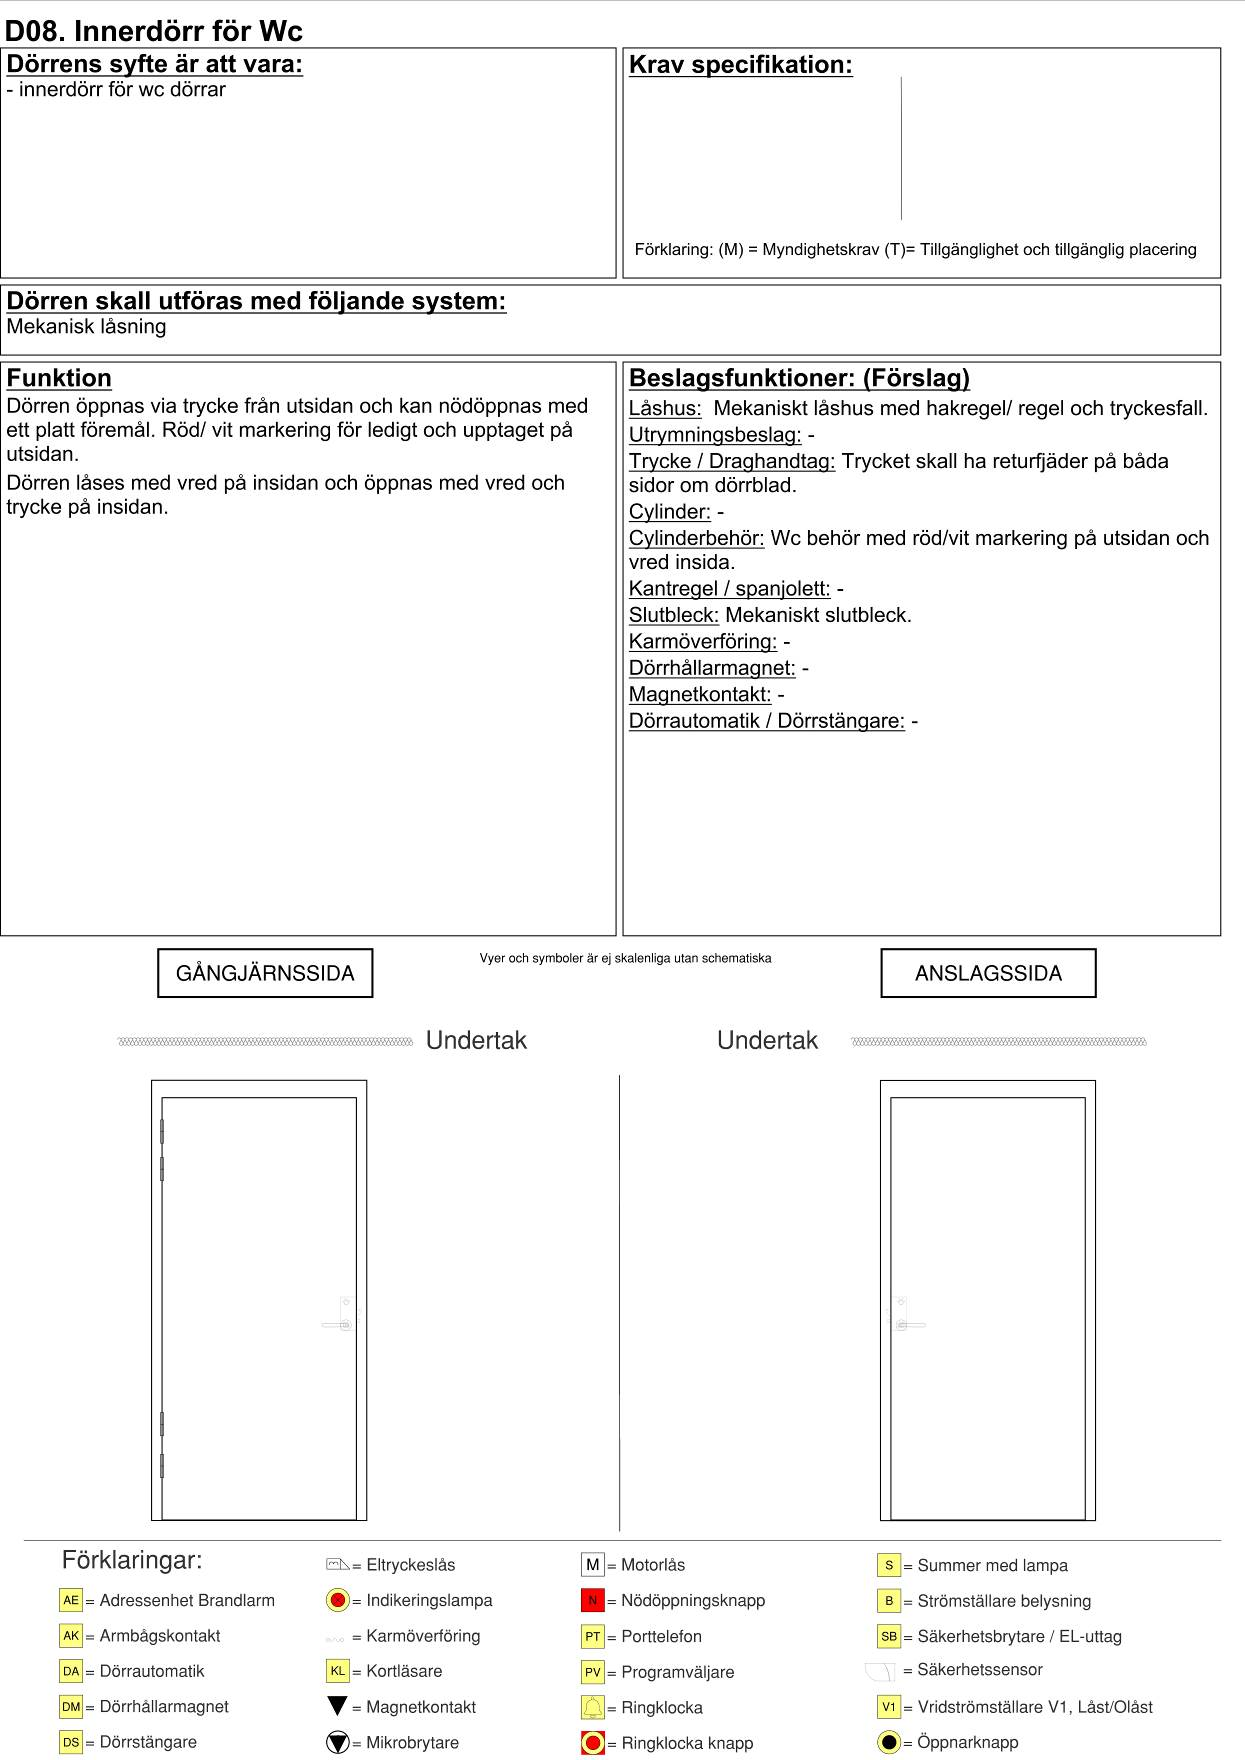 D08. Innerdörr för Wc
Dörrens syfte är att vara:
- innerdörr för wc dörrar
Krav specifikation:
Förklaring: (M) = Myndighetskrav (T)= Tillgänglighet och tillgänglig placering
Dörren skall utföras med följande system:
Mekanisk låsning
Funktion
Dörren öppnas via trycke från utsidan och kan nödöppnas med
ett platt föremål. Röd/ vit markering för ledigt och upptaget på
utsidan.
Dörren låses med vred på insidan och öppnas med vred och
trycke på insidan.
Beslagsfunktioner: (Förslag)
Låshus: Mekaniskt låshus med hakregel/ regel och tryckesfall.
Utrymningsbeslag: -
Trycke / Draghandtag: Trycket skall ha returfjäder på båda
sidor om dörrblad.
Cylinder: -
Cylinderbehör: Wc behör med röd/vit markering på utsidan och
vred insida.
Kantregel / spanjolett: -
Slutbleck: Mekaniskt slutbleck.
Karmöverföring: -
Dörrhållarmagnet: -
Magnetkontakt: -
Dörrautomatik / Dörrstängare: -
GÅNGJÄRNSSIDA
Vyer och symboler är ej skalenliga utan schematiska
ANSLAGSSIDA
Undertak
Undertak
Förklaringar:
AE = Adressenhet Brandlarm
AK = Armbågskontakt
DA = Dörrautomatik
DM = Dörrhållarmagnet
DS = Dörrstängare
= Eltryckeslås
= Indikeringslampa
= Karmöverföring
KL = Kortläsare
= Magnetkontakt
= Mikrobrytare
M = Motorlås
N = Nödöppningsknapp
PT = Porttelefon
PV = Programväljare
= Ringklocka
= Ringklocka knapp
S = Summer med lampa
B = Strömställare belysning
SB = Säkerhetsbrytare / EL-uttag
= Säkerhetssensor
V1 = Vridströmställare V1, Låst/Olåst
= Öppnarknapp